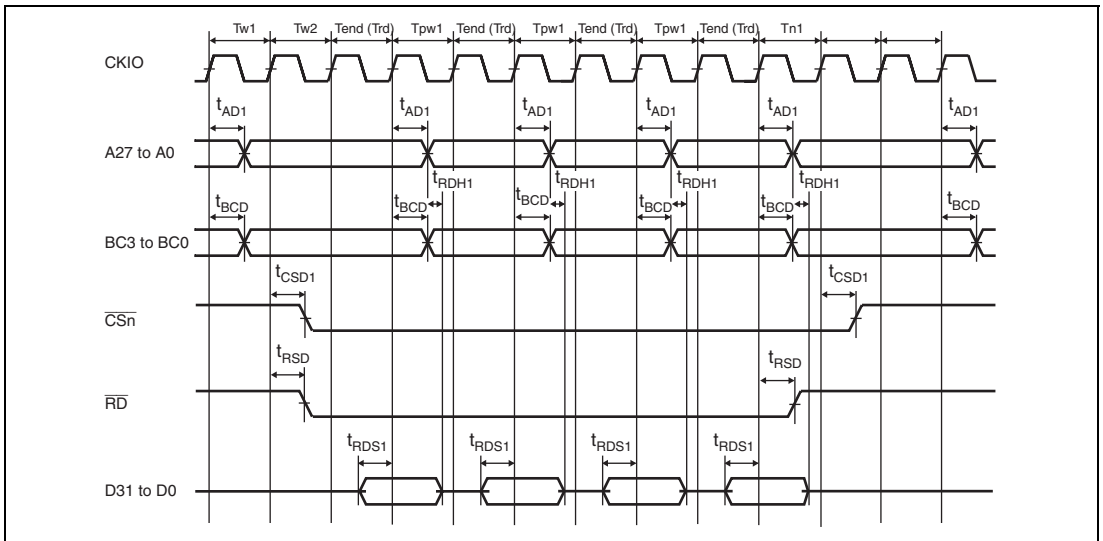 Tw1 Tw2 Tend (Trd) Tpw1 Tend (Trd) Tpw1 Tend (Trd) Tpw1 Tend (Trd) Tn1
CKIO
tAD1 tAD1 tAD1 tAD1 tAD1 tAD1
A27 to A0
tRDH1 tRDH1 tRDH1 tRDH1
tBCD tBCD tBCD tBCD tBCD tBCD
BC3 to BC0
tCSD1 tCSD1
CSn
tRSD tRSD
RD
tRDS1 tRDS1 tRDS1 tRDS1
D31 to D0